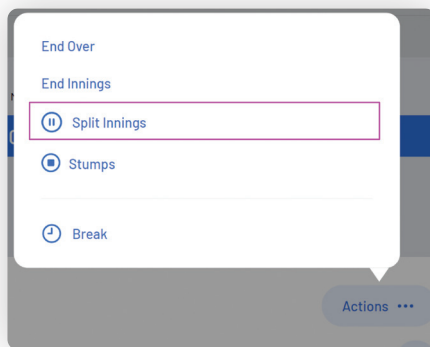 End Over
End Innings
Split Innings
Stumps
Break
Actions